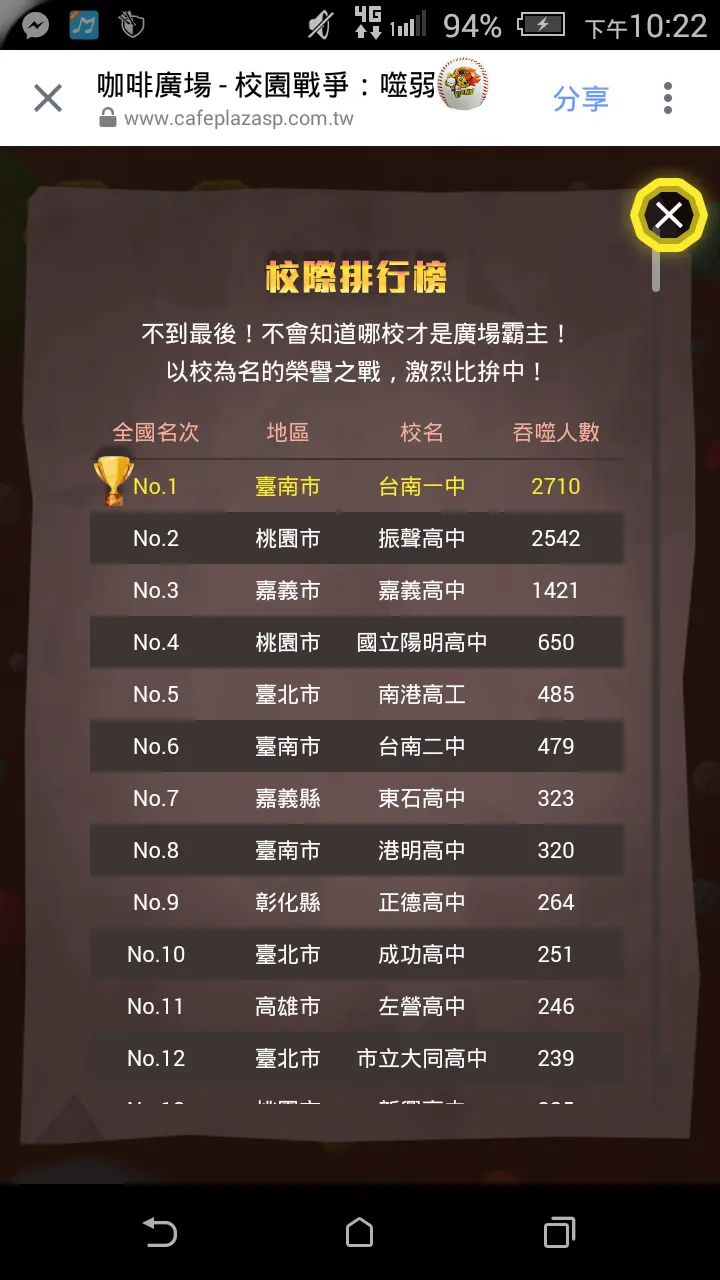 4G 94% 下午10:22
咖啡廣場 - 校園戰爭：噬弱
www.cafeplazasp.com.tw
分享
校際排行榜
不到最後！不會知道哪校才是廣場霸主！
以校為名的榮譽之戰，激烈比拚中！
全國名次 地區 校名 吞噬人數
No.1 臺南市 台南一中 2710
No.2 桃園市 振聲高中 2542
No.3 嘉義市 嘉義高中 1421
No.4 桃園市 國立陽明高中 650
No.5 臺北市 南港高工 485
No.6 臺南市 台南二中 479
No.7 嘉義縣 東石高中 323
No.8 臺南市 港明高中 320
No.9 彰化縣 正德高中 264
No.10 臺北市 成功高中 251
No.11 高雄市 左營高中 246
No.12 臺北市 市立大同高中 239